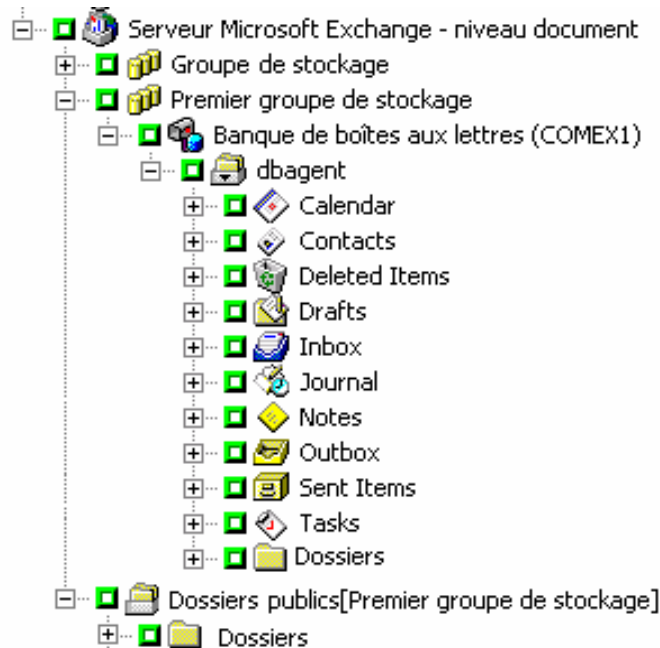 Serveur Microsoft Exchange - niveau document
Groupe de stockage
Premier groupe de stockage
Banque de boîtes aux lettres (COMEX1)
dbagent
Calendar
Contacts
Deleted Items
Drafts
Inbox
Journal
Notes
Outbox
Sent Items
Tasks
Dossiers
Dossiers publics[Premier groupe de stockage]
Dossiers